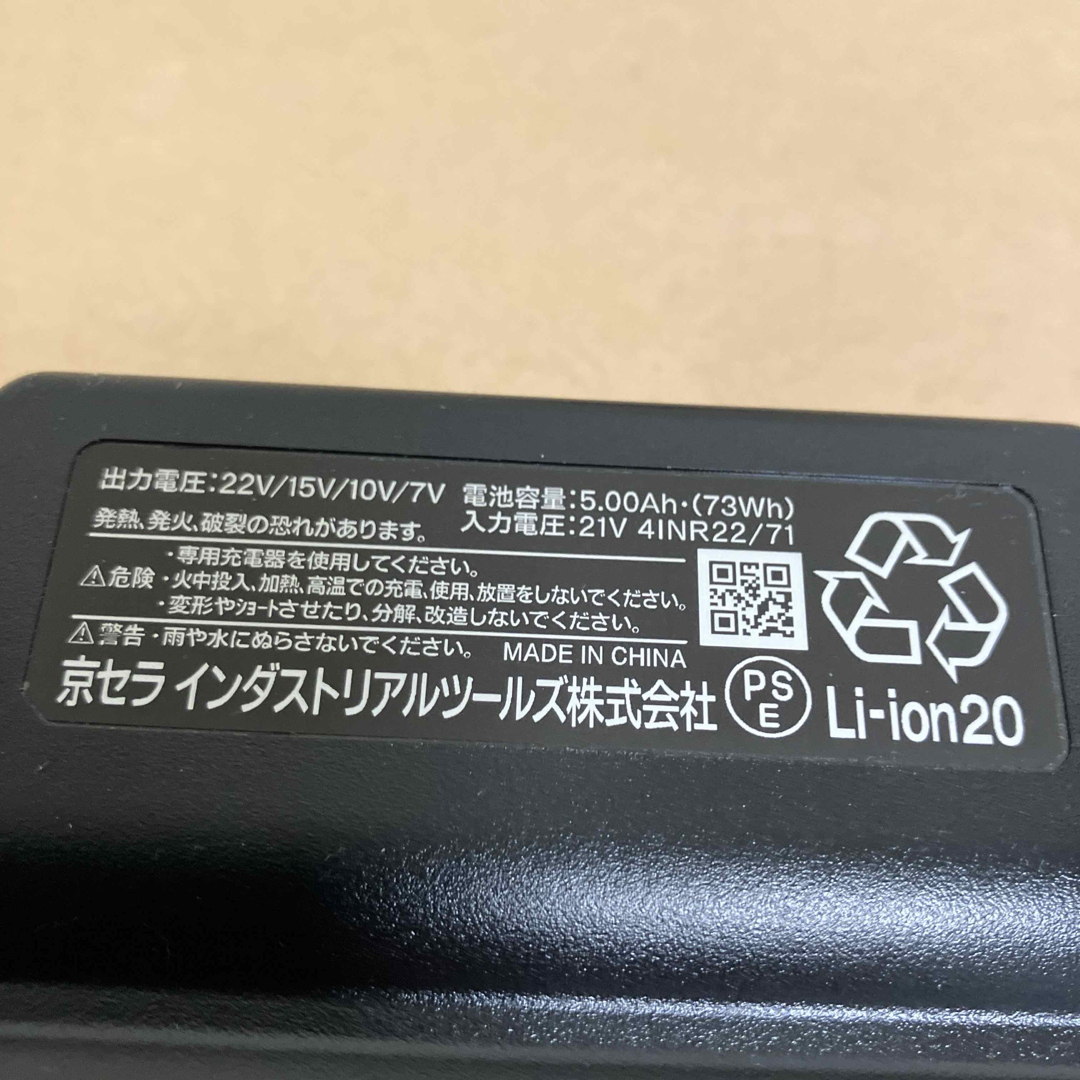 出力電圧:22V/15V/10V/7V 電池容量:5.00Ah・(73Wh)
発熱、発火、破裂の恐れがあります。 入力電圧:21V 4INR22/71
⚠危険 ・専用充電器を使用してください。
・火中投入、加熱、高温での充電、使用、放置をしないでください。
・変形やショートさせたり、分解、改造しないでください。
⚠警告・雨や水にぬらさないでください。 MADE IN CHINA
京セラ インダストリアルツールズ株式会社 PSE Li-ion20